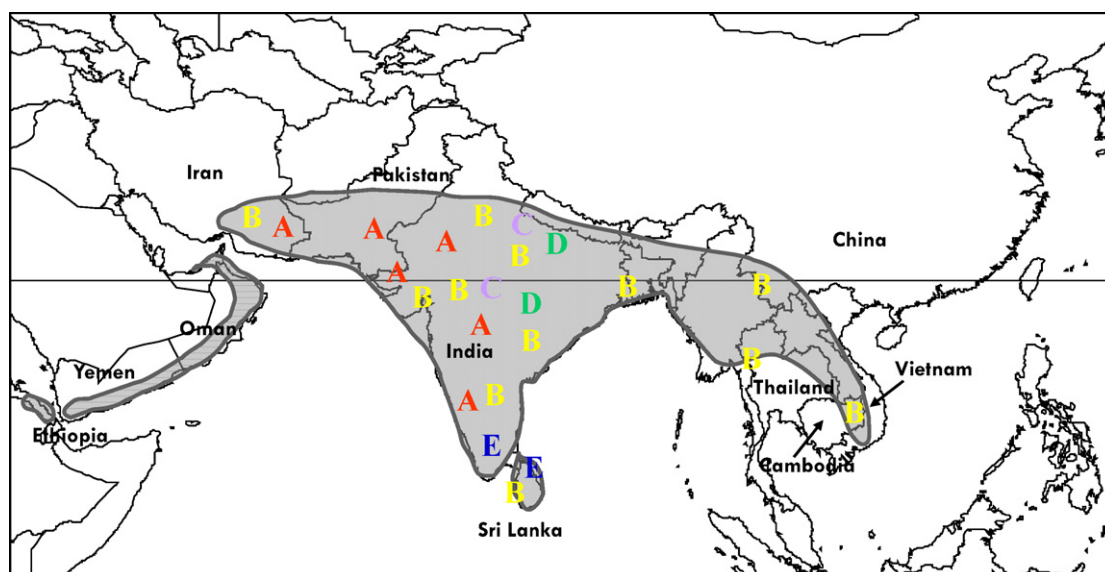 Pakistan
Iran
B
B
C
A
A
A
D
China
B
A
C
B
B
B
B
D
Oman
A
B
India
B
Yemen
Vietnam
Thailand
B
A
B
Ethiopia
E
E
Cambodia
B
Sri Lanka